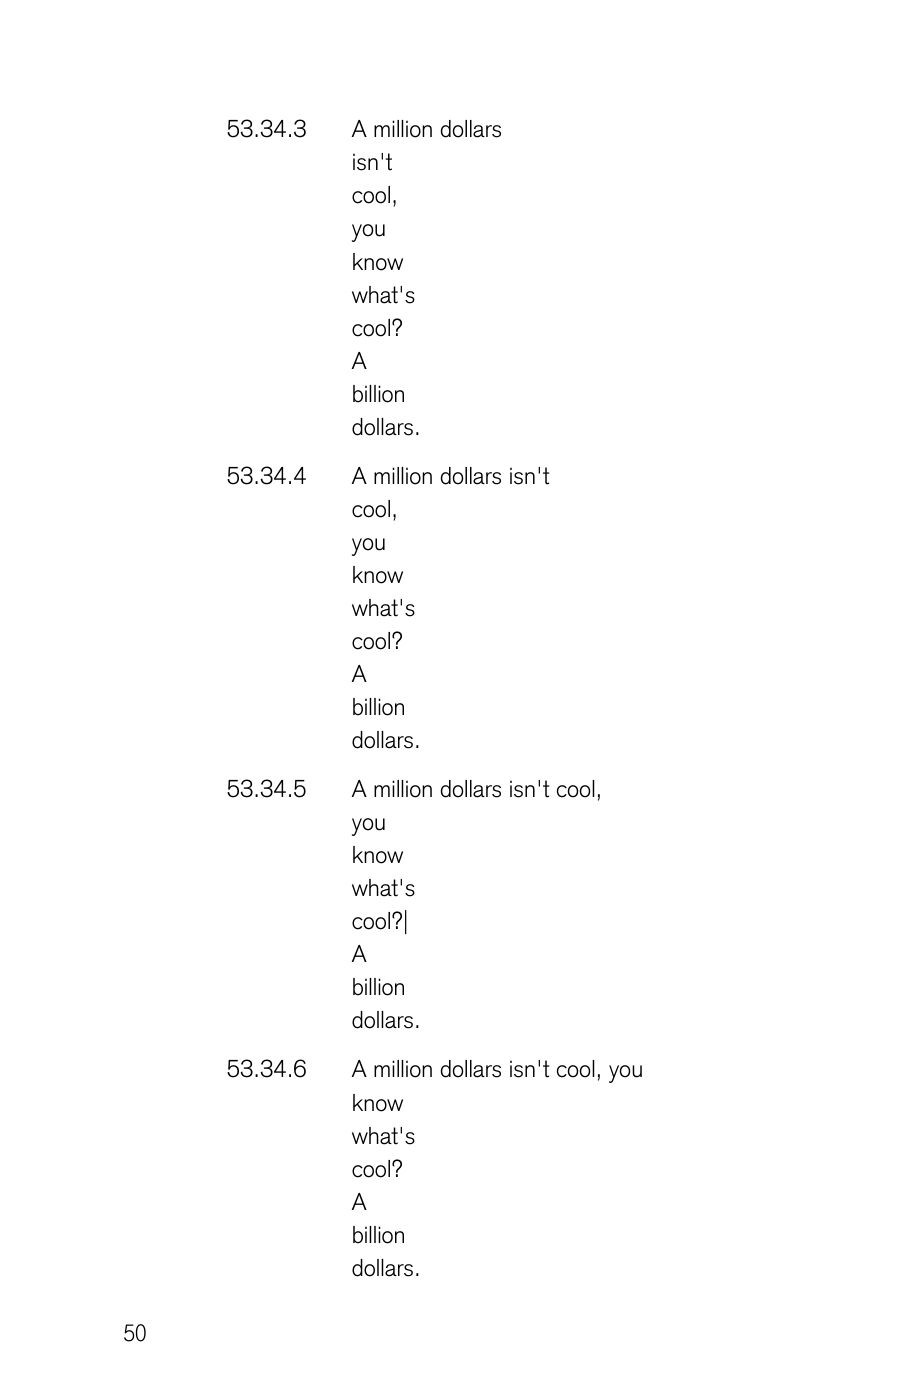 53.34.3 A million dollars
isn't
cool,
you
know
what's
cool?
A
billion
dollars.
53.34.4 A million dollars isn't
cool,
you
know
what's
cool?
A
billion
dollars.
53.34.5 A million dollars isn't cool,
you
know
what's
cool?|
A
billion
dollars.
53.34.6 A million dollars isn't cool, you
know
what's
cool?
A
billion
dollars.
50